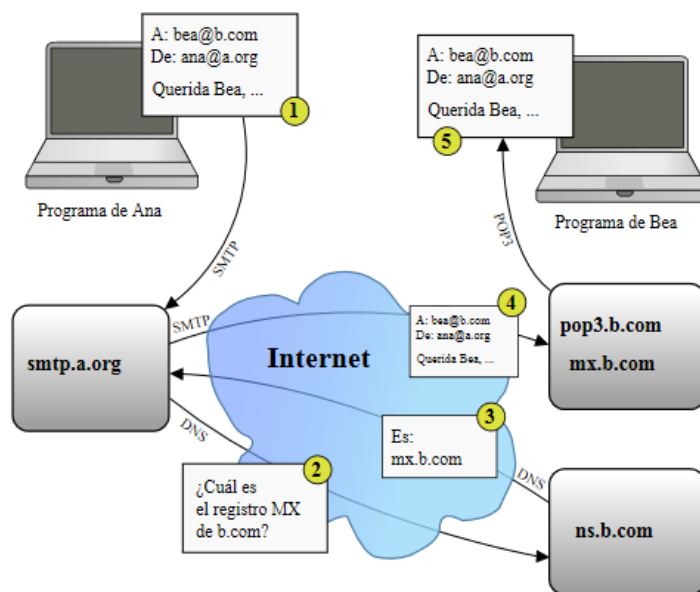 A: bea@b.com
De: ana@a.org
Querida Bea, ...
1
Programa de Ana
A: bea@b.com
De: ana@a.org
Querida Bea, ...
5
Programa de Bea
SMTP
POP3
smtp.a.org
SMTP
Internet
A: bea@b.com
De: ana@a.org
Querida Bea, ...
4
pop3.b.com
mx.b.com
DNS
Es:
mx.b.com
3
¿Cuál es
el registro MX
de b.com?
2
DNS
ns.b.com